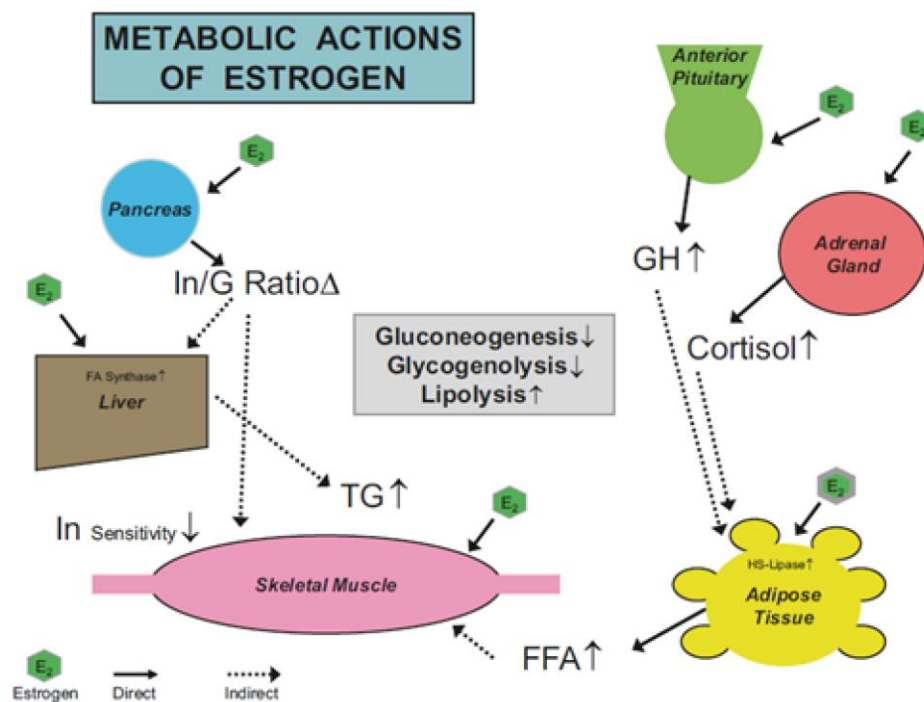 METABOLIC ACTIONS
OF ESTROGEN
Anterior
Pituitary
E₂
E₂
E₂
Pancreas
Adrenal
Gland
GH↑
E₂
In/G RatioΔ
Cortisol↑
Gluconeogenesis↓
Glycogenolysis↓
Lipolysis↑
FA Synthase↑
Liver
TG↑
E₂
E₂
In Sensitivity↓
HS-Lipase↑
Adipose
Tissue
Skeletal Muscle
FFA↑
E₂
Estrogen
Direct
Indirect